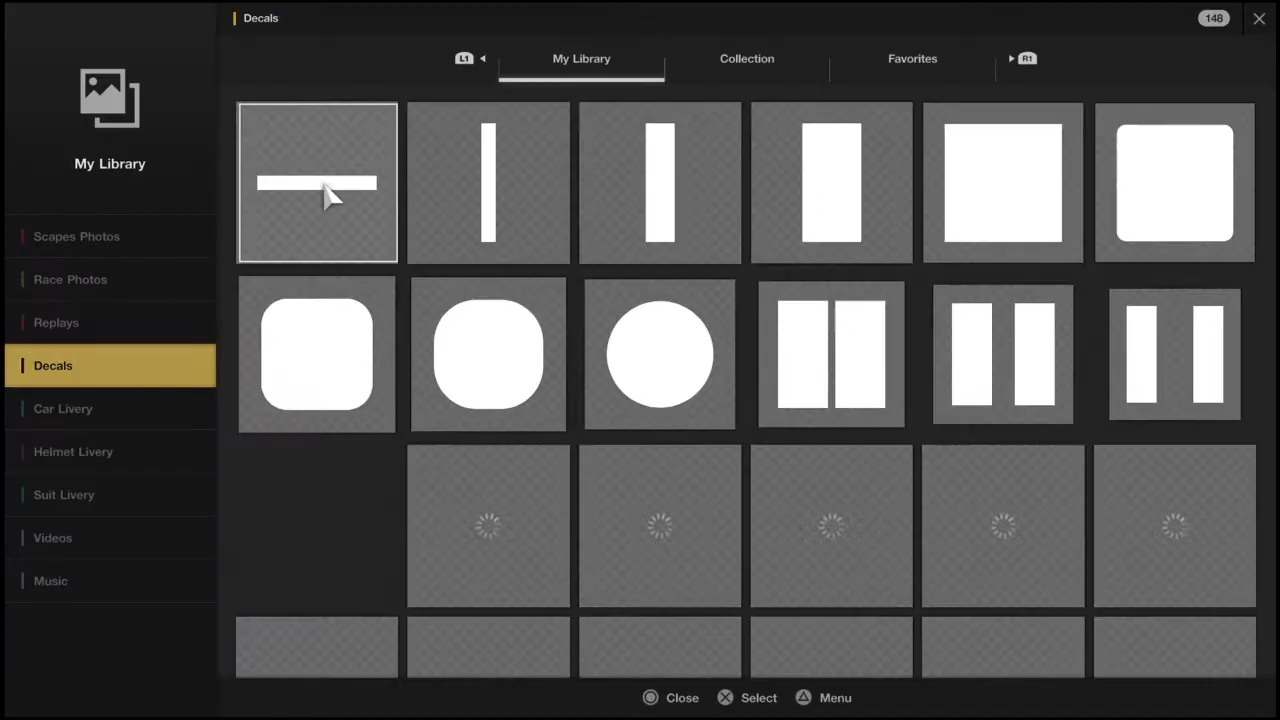 Decals
148
L1
My Library
Collection
Favorites
R1
My Library
Scapes Photos
Race Photos
Replays
Decals
Car Livery
Helmet Livery
Suit Livery
Videos
Music
Close
Select
Menu